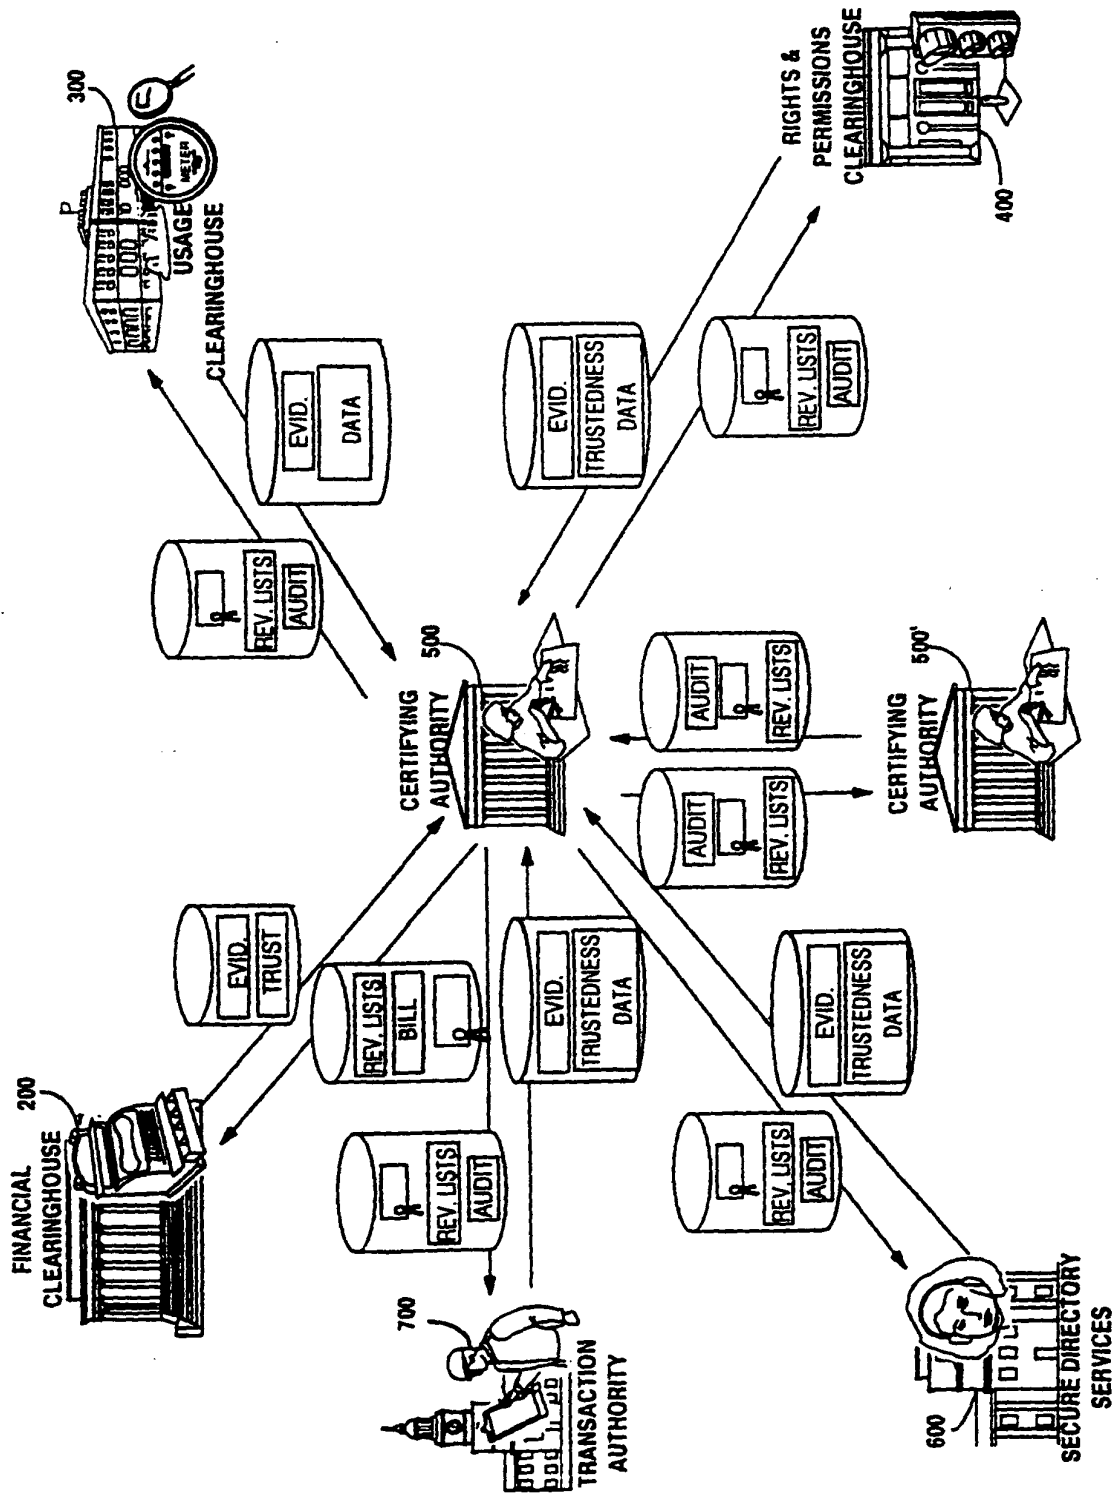 FINANCIAL
CLEARINGHOUSE
200
300
METER
USAGE
CLEARINGHOUSE
EVID.
TRUST
REV. LISTS
AUDIT
EVID.
DATA
REV. LISTS
BILL
REV. LISTS
AUDIT
700
TRANSACTION
AUTHORITY
CERTIFYING
AUTHORITY
500
EVID.
TRUSTEDNESS
DATA
EVID.
TRUSTEDNESS
DATA
AUDIT
REV. LISTS
AUDIT
REV. LISTS
REV. LISTS
AUDIT
RIGHTS &
PERMISSIONS
CLEARINGHOUSE
400
REV. LISTS
AUDIT
EVID.
TRUSTEDNESS
DATA
CERTIFYING
AUTHORITY
500'
600
SECURE DIRECTORY
SERVICES